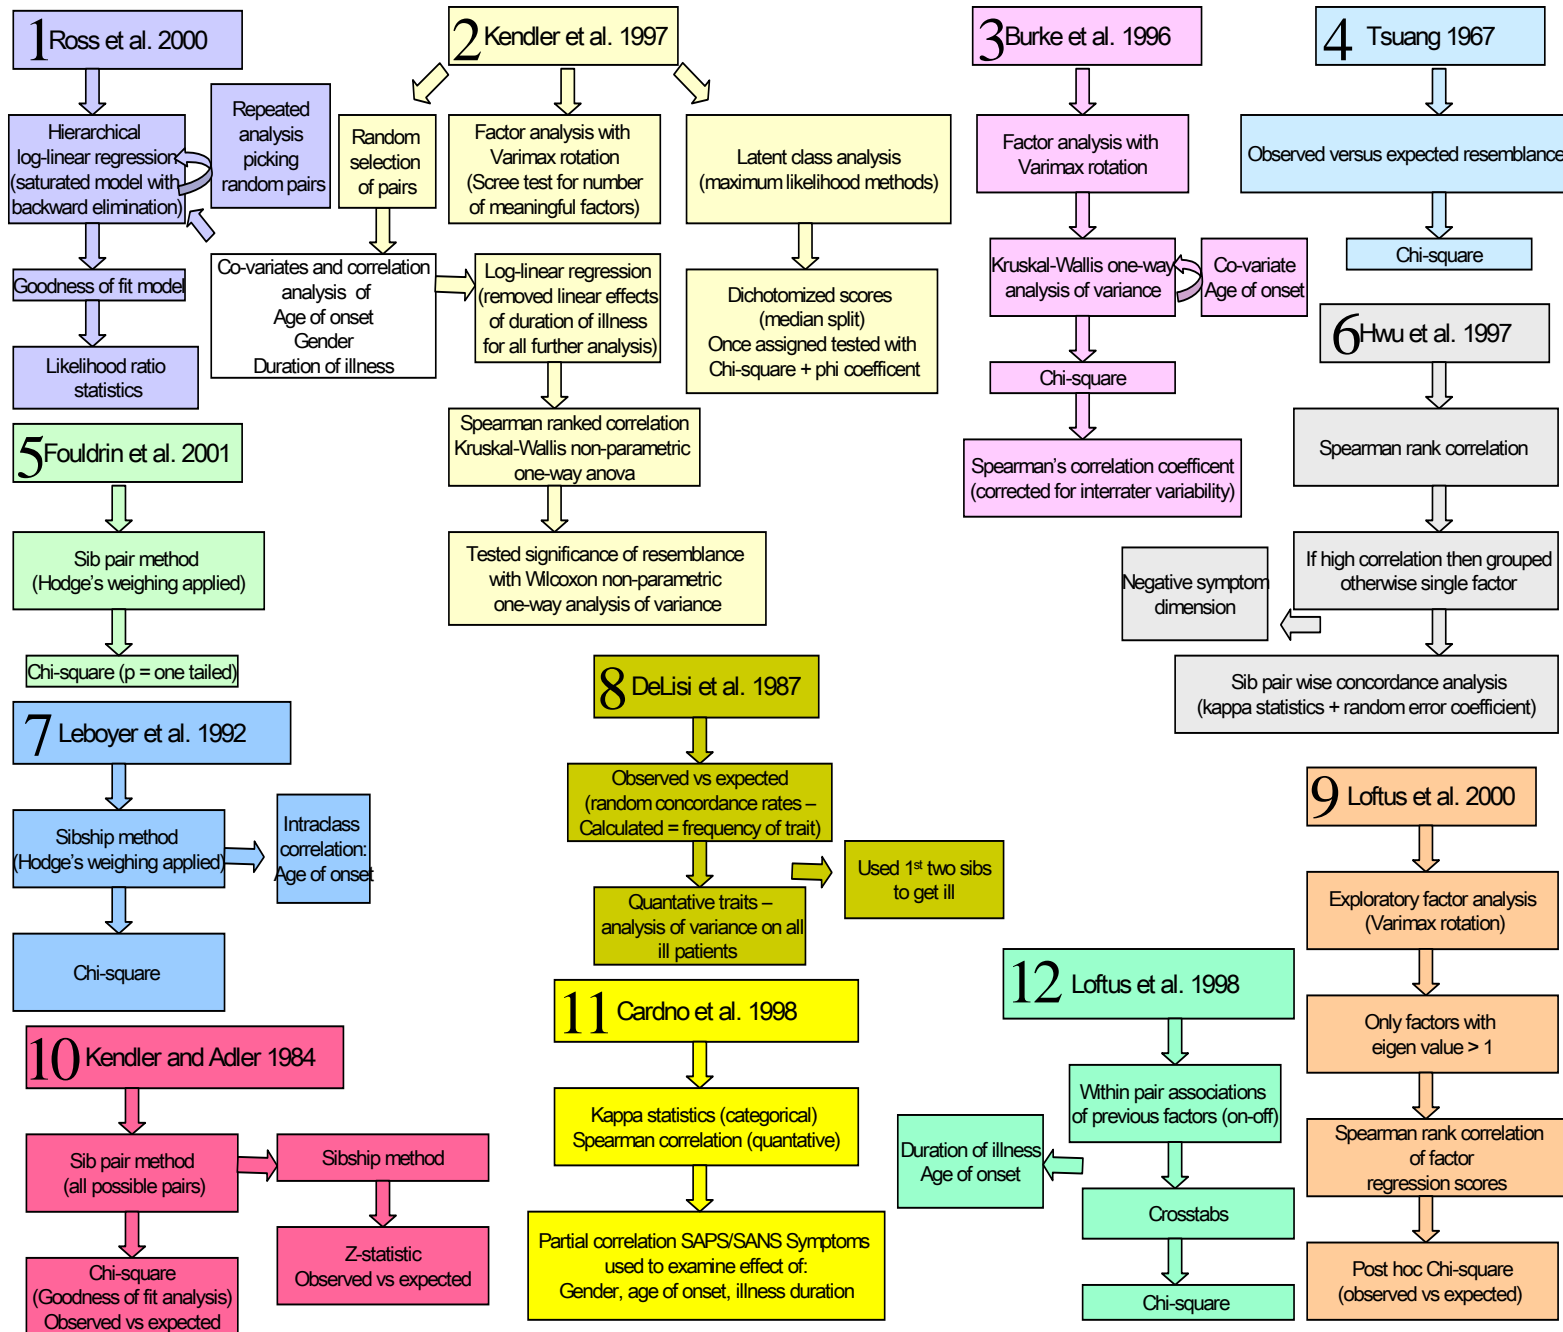 1 Ross et al. 2000
Hierarchical
log-linear regression
(saturated model with
backward elimination)
Repeated
analysis
picking
random pairs
Goodness of fit model
Likelihood ratio
statistics
2 Kendler et al. 1997
Random
selection
of pairs
Factor analysis with
Varimax rotation
(Scree test for number
of meaningful factors)
Latent class analysis
(maximum likelihood methods)
Co-variates and correlation
analysis of
Age of onset
Gender
Duration of illness
Log-linear regression
(removed linear effects
of duration of illness
for all further analysis)
Dichotomized scores
(median split)
Once assigned tested with
Chi-square + phi coefficent
Spearman ranked correlation
Kruskal-Wallis non-parametric
one-way anova
Tested significance of resemblance
with Wilcoxon non-parametric
one-way analysis of variance
3 Burke et al. 1996
Factor analysis with
Varimax rotation
Kruskal-Wallis one-way
analysis of variance
Co-variate
Age of onset
Chi-square
Spearman's correlation coefficent
(corrected for interrater variability)
4 Tsuang 1967
Observed versus expected resemblance
Chi-square
5 Fouldrin et al. 2001
Sib pair method
(Hodge's weighing applied)
Chi-square (p = one tailed)
6 Hwu et al. 1997
Spearman rank correlation
If high correlation then grouped
otherwise single factor
Negative symptom
dimension
Sib pair wise concordance analysis
(kappa statistics + random error coefficient)
7 Leboyer et al. 1992
Sibship method
(Hodge's weighing applied)
Intraclass
correlation:
Age of onset
Chi-square
8 DeLisi et al. 1987
Observed vs expected
(random concordance rates –
Calculated = frequency of trait)
Used 1st two sibs
to get ill
Quantative traits –
analysis of variance on all
ill patients
9 Loftus et al. 2000
Exploratory factor analysis
(Varimax rotation)
Only factors with
eigen value > 1
Spearman rank correlation
of factor
regression scores
Post hoc Chi-square
(observed vs expected)
10 Kendler and Adler 1984
Sib pair method
(all possible pairs)
Sibship method
Chi-square
(Goodness of fit analysis)
Observed vs expected
Z-statistic
Observed vs expected
11 Cardno et al. 1998
Kappa statistics (categorical)
Spearman correlation (quantative)
Partial correlation SAPS/SANS Symptoms
used to examine effect of:
Gender, age of onset, illness duration
12 Loftus et al. 1998
Within pair associations
of previous factors (on-off)
Duration of illness
Age of onset
Crosstabs
Chi-square